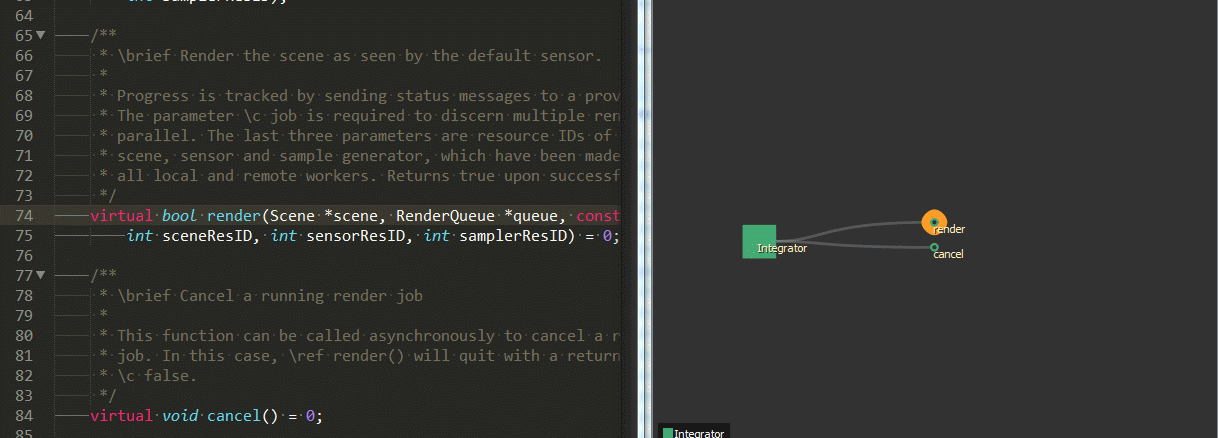 64
65 /**
66 * \brief Render the scene as seen by the default sensor.
67 *
68 * Progress is tracked by sending status messages to a prov
69 * The parameter \c job is required to discern multiple ren
70 * parallel. The last three parameters are resource IDs of
71 * scene, sensor and sample generator, which have been made
72 * all local and remote workers. Returns true upon successf
73 */
74 virtual bool render(Scene *scene, RenderQueue *queue, const
75 int sceneResID, int sensorResID, int samplerResID) = 0;
76
77 /**
78 * \brief Cancel a running render job
79 *
80 * This function can be called asynchronously to cancel a r
81 * job. In this case, \ref render() will quit with a return
82 * \c false.
83 */
84 virtual void cancel() = 0;
85
render
Integrator
cancel
Integrator